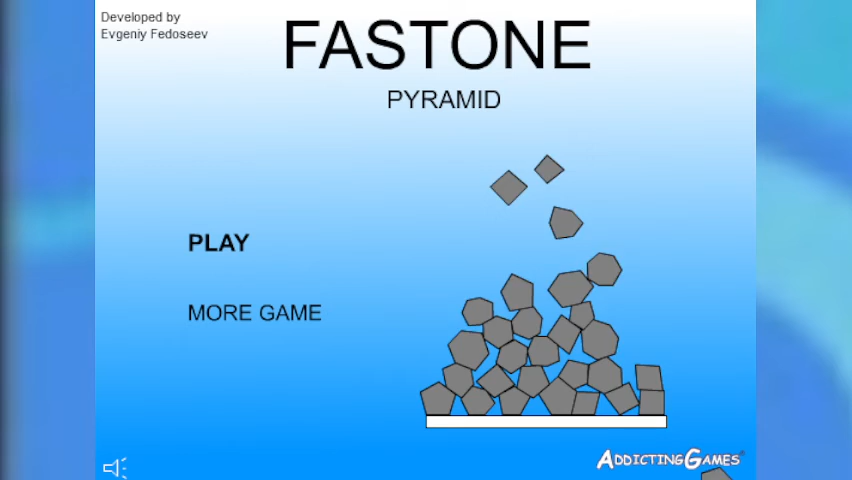 Developed by
Evgeniy Fedoseev
FASTONE
PYRAMID
PLAY
MORE GAME
ADDICTINGGAMES